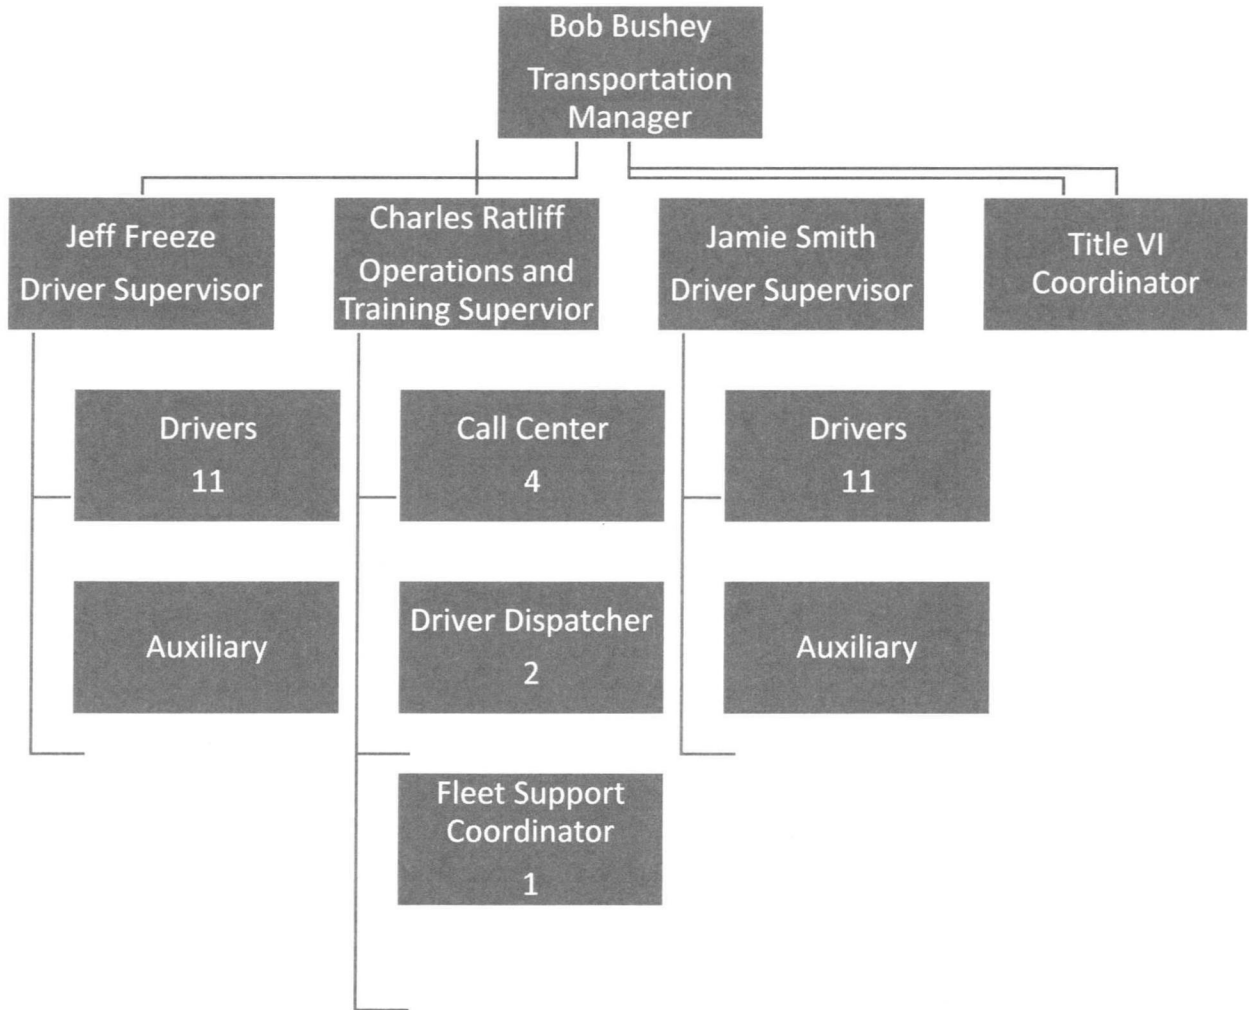 Bob Bushey
Transportation
Manager
Jeff Freeze
Driver Supervisor
Charles Ratliff
Operations and
Training Supervior
Jamie Smith
Driver Supervisor
Title VI
Coordinator
Drivers
11
Auxiliary
Call Center
4
Driver Dispatcher
2
Fleet Support
Coordinator
1
Drivers
11
Auxiliary